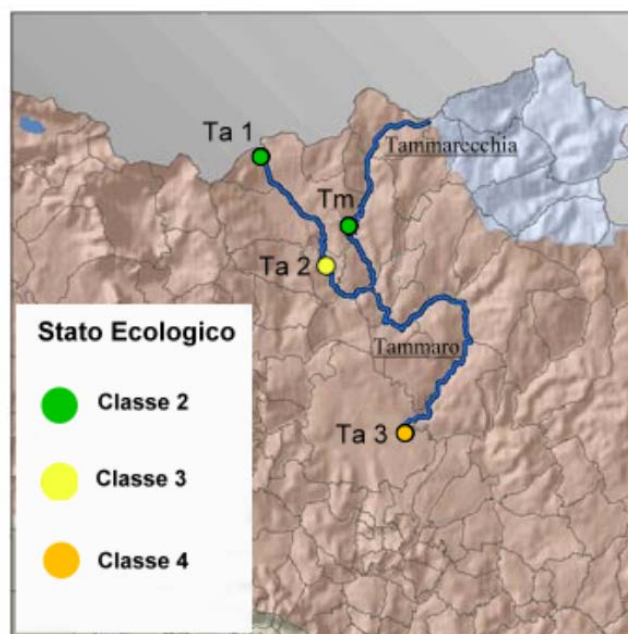 Ta 1
Tammarecchia
Tm
Ta 2
Tammaro
Ta 3
Stato Ecologico
Classe 2
Classe 3
Classe 4